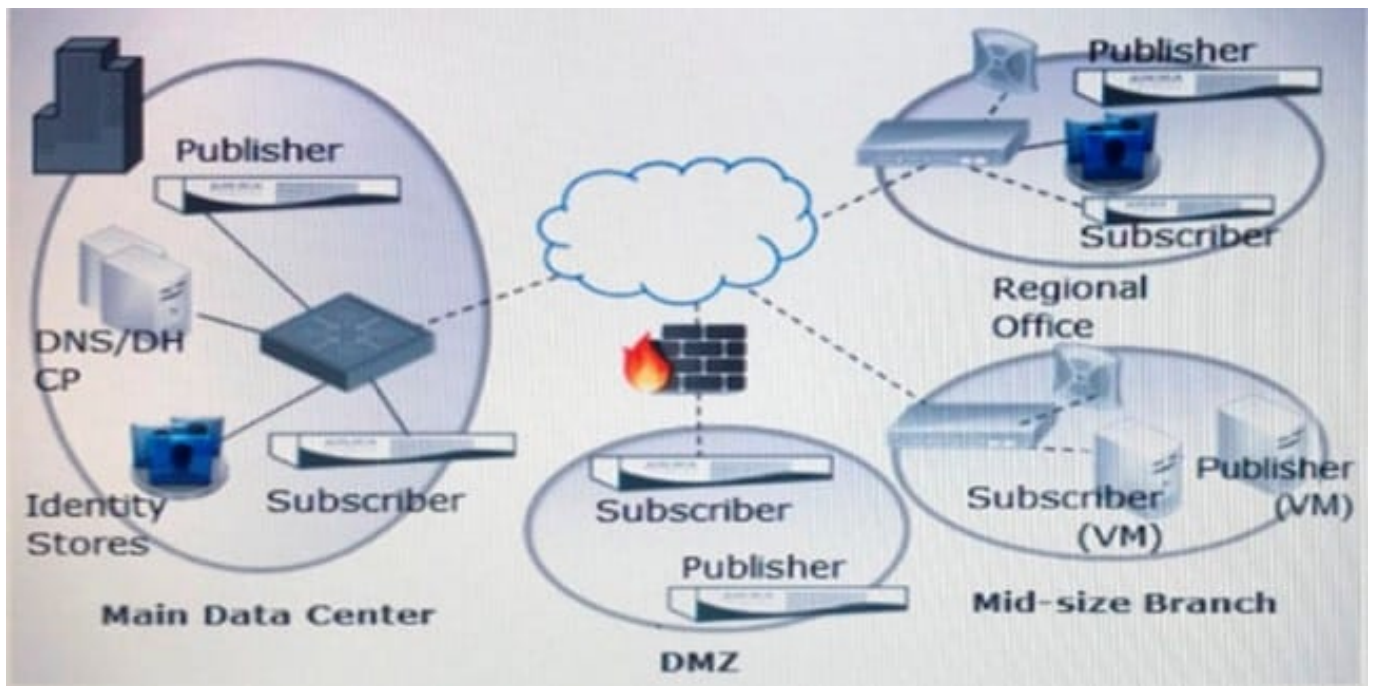 Publisher
DNS/DH
CP
Identity
Stores
Subscriber
Main Data Center
Subscriber
Publisher
DMZ
Publisher
Subscriber
Regional
Office
Subscriber
(VM)
Publisher
(VM)
Mid-size Branch